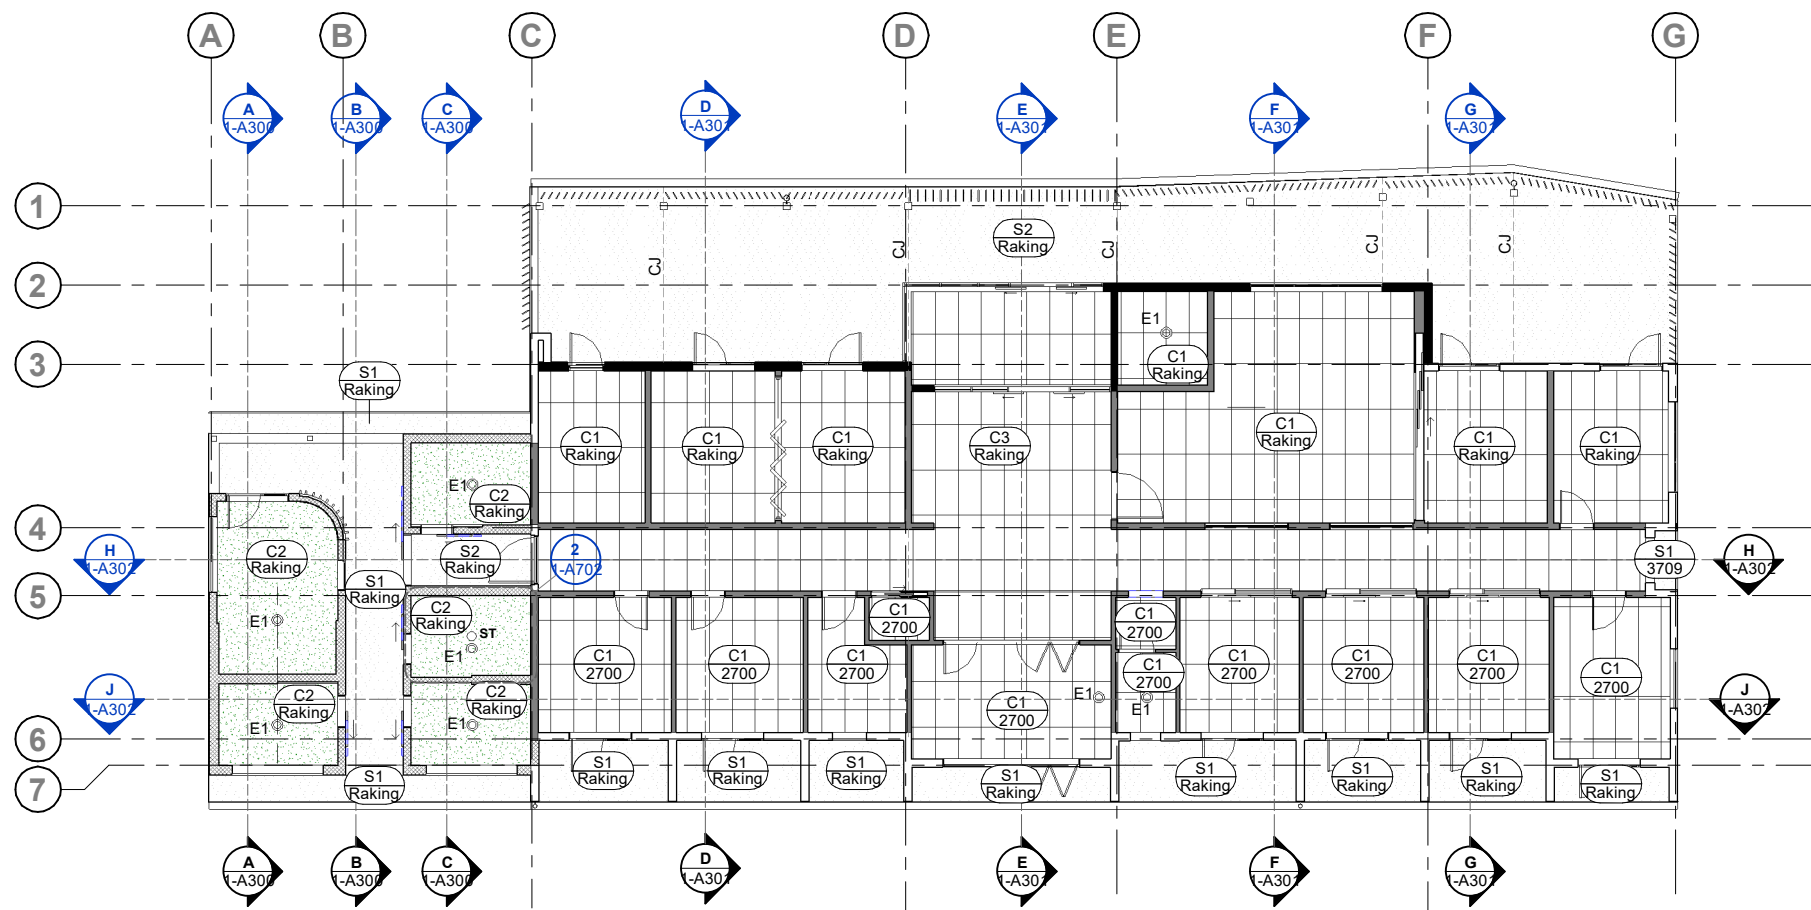 A B C D E F G
A B C D E F G
1-A300 1-A300 1-A300 1-A301 1-A301 1-A301 1-A301
1
S2
Raking
CJ CJ CJ CJ CJ
2
E1
C1
Raking
3
S1
Raking
C1 C1 C1 C3 C1 C1 C1
Raking Raking Raking Raking Raking Raking Raking
E1
C2
Raking
4
H
1-A302
C2
Raking
S2
Raking
2
1-A702
S1
3709
H
1-A302
S1
Raking
5
C2
Raking
ST
E1
E1
C1
2700
C1
2700
C1 C1 C1 C1 C1 C1 C1 C1
2700 2700 2700 2700 2700 2700 2700 2700
J
1-A302
C2
Raking
E1
C2
Raking
E1
C1
2700
E1
E1
J
1-A302
6
S1 S1 S1 S1 S1 S1 S1 S1 S1
Raking Raking Raking Raking Raking Raking Raking Raking Raking
7
A B C D E F G
1-A300 1-A300 1-A300 1-A301 1-A301 1-A301 1-A301